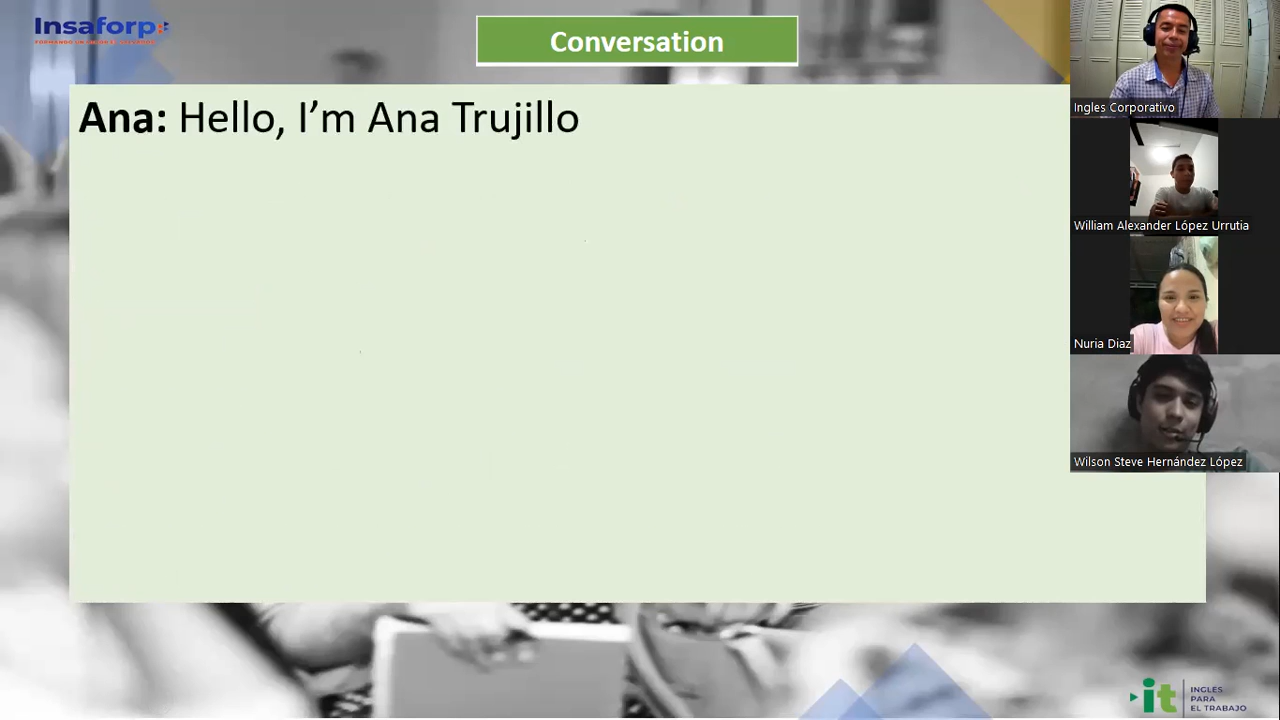 Insaforp
Conversation
Ana: Hello, I'm Ana Trujillo
Ingles Corporativo
William Alexander López Urrutia
Nuria Diaz
Wilson Steve Hernández López
it
INGLES
PARA
EL TRABAJO